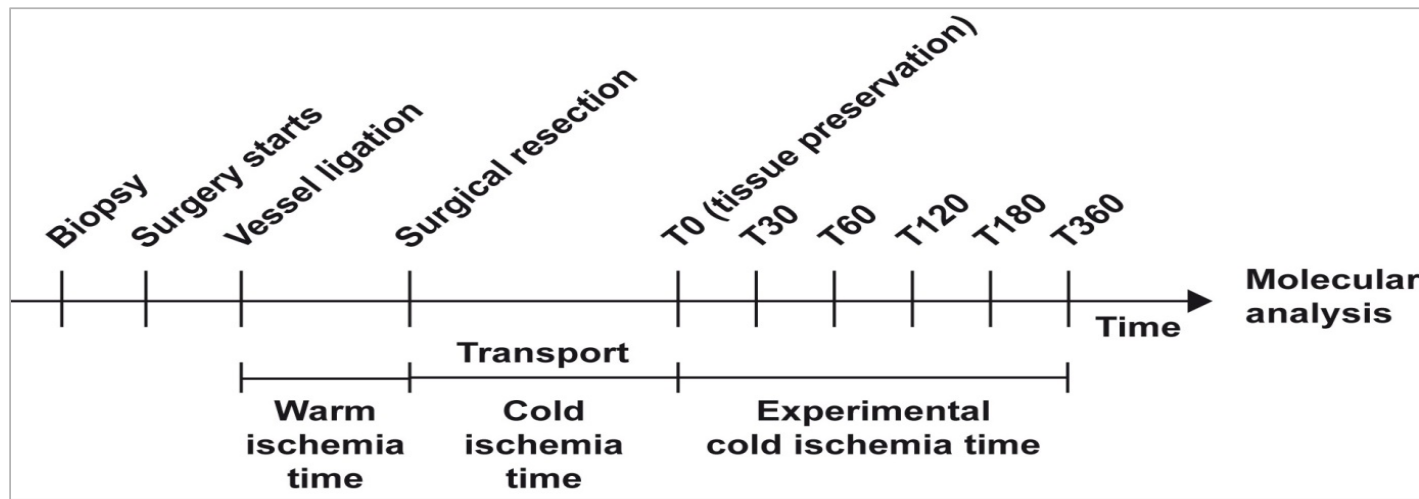 Biopsy
Surgery starts
Vessel ligation
Surgical resection
T0 (tissue preservation)
T30
T60
T120
T180
T360
Molecular
analysis
Time
Transport
Warm
ischemia
time
Cold
ischemia
time
Experimental
cold ischemia time